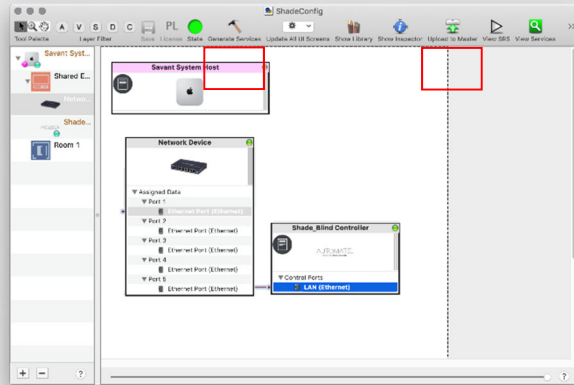 ShadeConfig
A V S D C PL
Tool Palette Layer Filter Save License State Generate Services Update All UI Screens Show Library Show Inspector Upload to Master View SRS View Services
Savant Syst...
Shared E...
Netwo...
Shade...
Room 1
Savant System Host
Network Device
Assigned Data
Port 1
Ethernet Port (Ethernet)
Port 2
Ethernet Port (Ethernet)
Port 3
Ethernet Port (Ethernet)
Port 4
Ethernet Port (Ethernet)
Port 5
Ethernet Port (Ethernet)
Shade_Blind Controller
AUTOMATE
Control Ports
LAN (Ethernet)
+ − ?
?